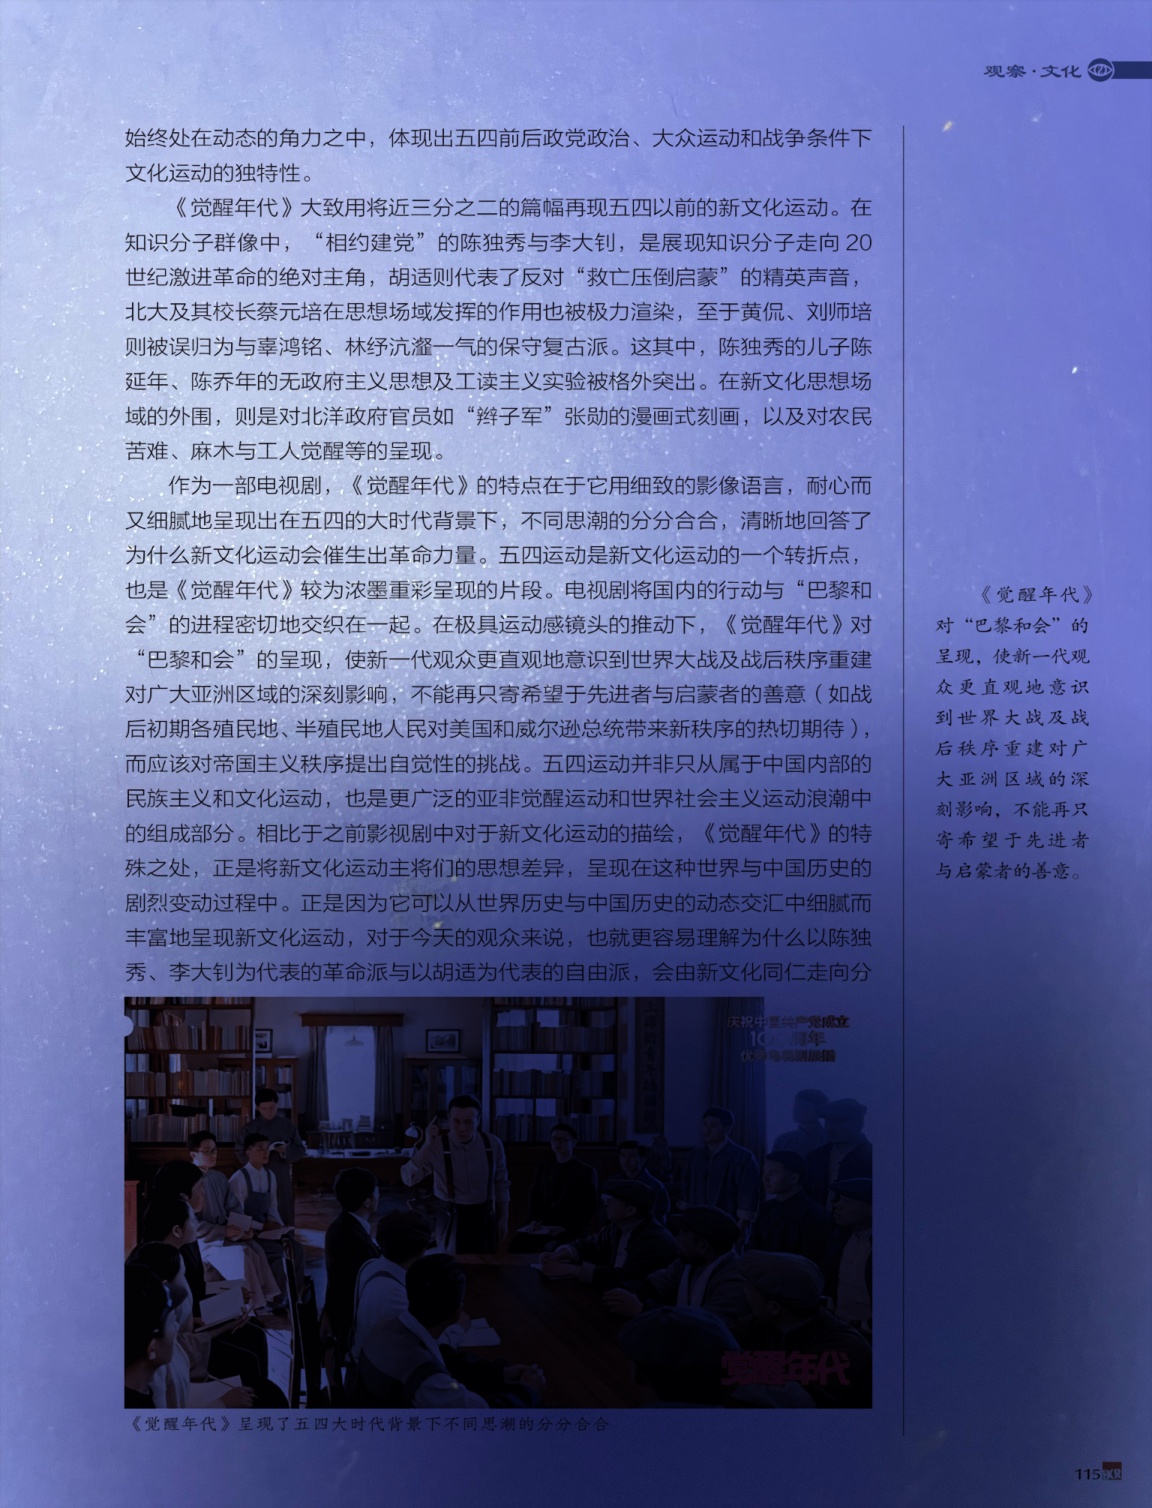 观察·文化
始终处在动态的角力之中，体现出五四前后政党政治、大众运动和战争条件下
文化运动的独特性。
《觉醒年代》大致用将近三分之二的篇幅再现五四以前的新文化运动。在
知识分子群像中，“相约建党”的陈独秀与李大钊，是展现知识分子走向 20
世纪激进革命的绝对主角，胡适则代表了反对“救亡压倒启蒙”的精英声音，
北大及其校长蔡元培在思想场域发挥的作用也被极力渲染，至于黄侃、刘师培
则被误归为与辜鸿铭、林纾沆瀣一气的保守复古派。这其中，陈独秀的儿子陈
延年、陈乔年的无政府主义思想及工读主义实验被格外突出。在新文化思想场
域的外围，则是对北洋政府官员如“辫子军”张勋的漫画式刻画，以及对农民
苦难、麻木与工人觉醒等的呈现。
作为一部电视剧，《觉醒年代》的特点在于它用细致的影像语言，耐心而
又细腻地呈现出在五四的大时代背景下，不同思潮的分分合合，清晰地回答了
为什么新文化运动会催生出革命力量。五四运动是新文化运动的一个转折点，
也是《觉醒年代》较为浓墨重彩呈现的片段。电视剧将国内的行动与“巴黎和
会”的进程密切地交织在一起。在极具运动感镜头的推动下，《觉醒年代》对
“巴黎和会”的呈现，使新一代观众更直观地意识到世界大战及战后秩序重建
对广大亚洲区域的深刻影响，不能再只寄希望于先进者与启蒙者的善意（如战
后初期各殖民地、半殖民地人民对美国和威尔逊总统带来新秩序的热切期待），
而应该对帝国主义秩序提出自觉性的挑战。五四运动并非只从属于中国内部的
民族主义和文化运动，也是更广泛的亚非觉醒运动和世界社会主义运动浪潮中
的组成部分。相比于之前影视剧中对于新文化运动的描绘，《觉醒年代》的特
殊之处，正是将新文化运动主将们的思想差异，呈现在这种世界与中国历史的
剧烈变动过程中。正是因为它可以从世界历史与中国历史的动态交汇中细腻而
丰富地呈现新文化运动，对于今天的观众来说，也就更容易理解为什么以陈独
秀、李大钊为代表的革命派与以胡适为代表的自由派，会由新文化同仁走向分
《觉醒年代》
对“巴黎和会”的
呈现，使新一代观
众更直观地意识
到世界大战及战
后秩序重建对广
大亚洲区域的深
刻影响，不能再只
寄希望于先进者
与启蒙者的善意。
庆祝中国共产党成立
100周年
优秀电视剧展播
觉醒年代
《觉醒年代》呈现了五四大时代背景下不同思潮的分分合合
115